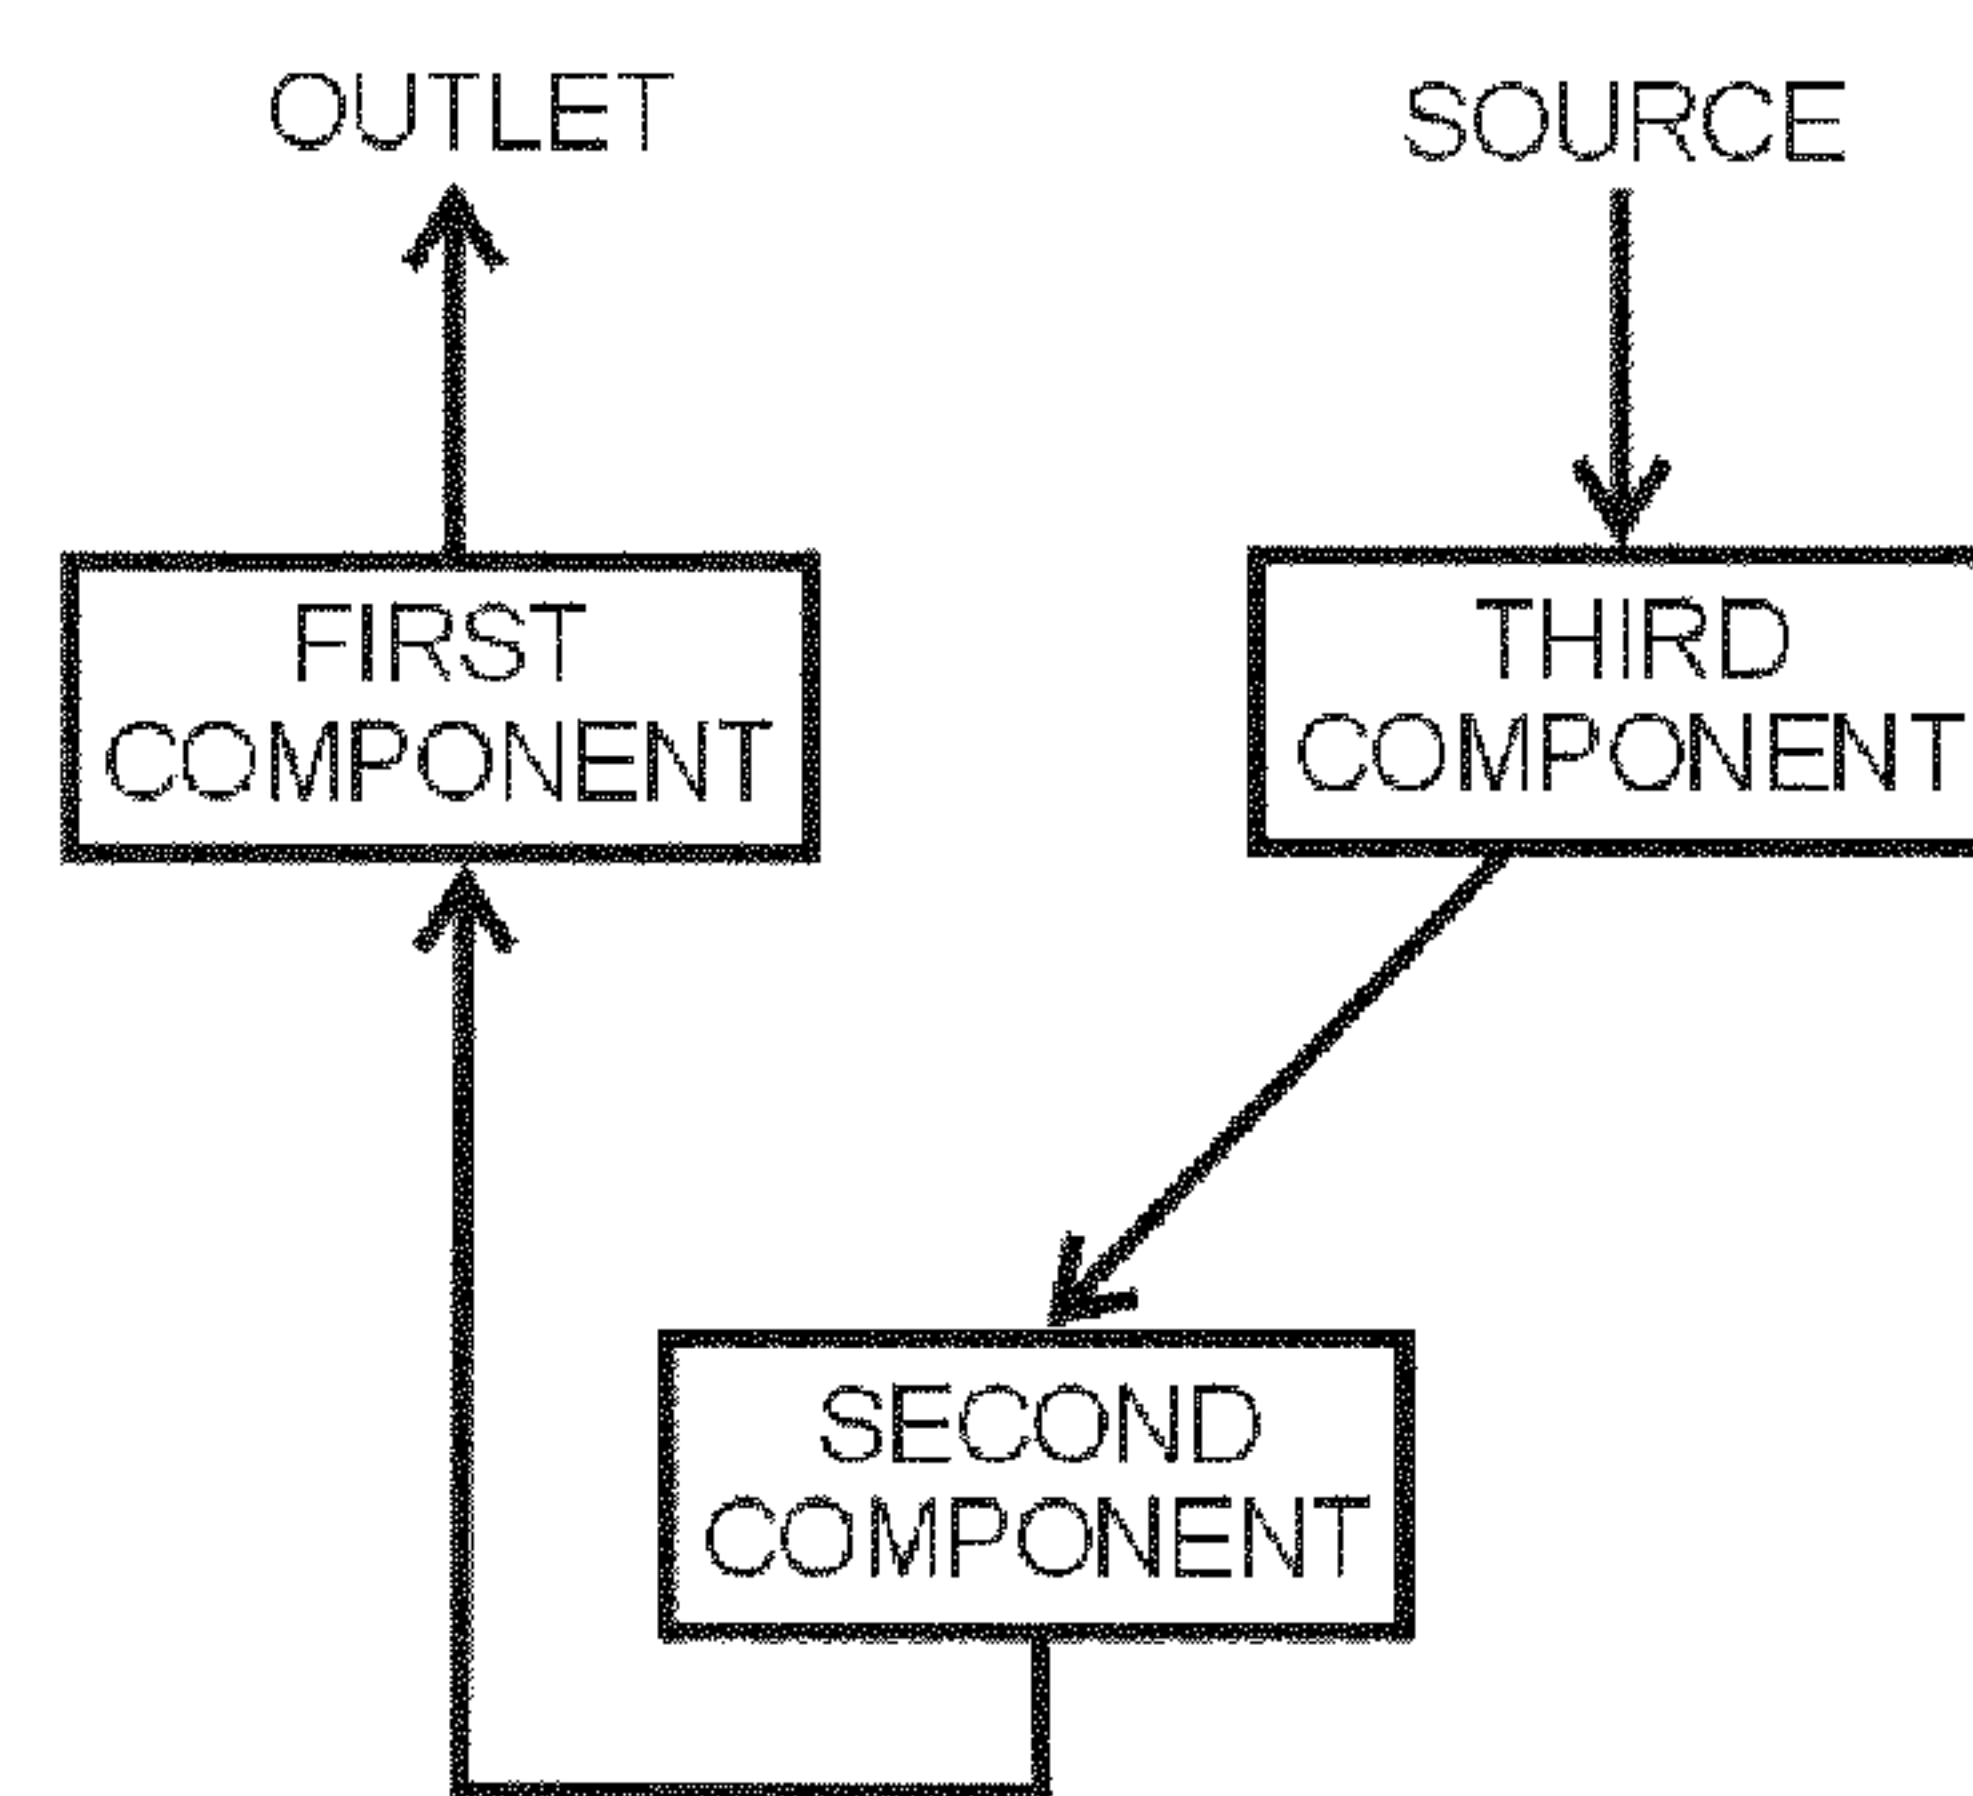 OUTLET
SOURCE
FIRST
COMPONENT
THIRD
COMPONENT
SECOND
COMPONENT